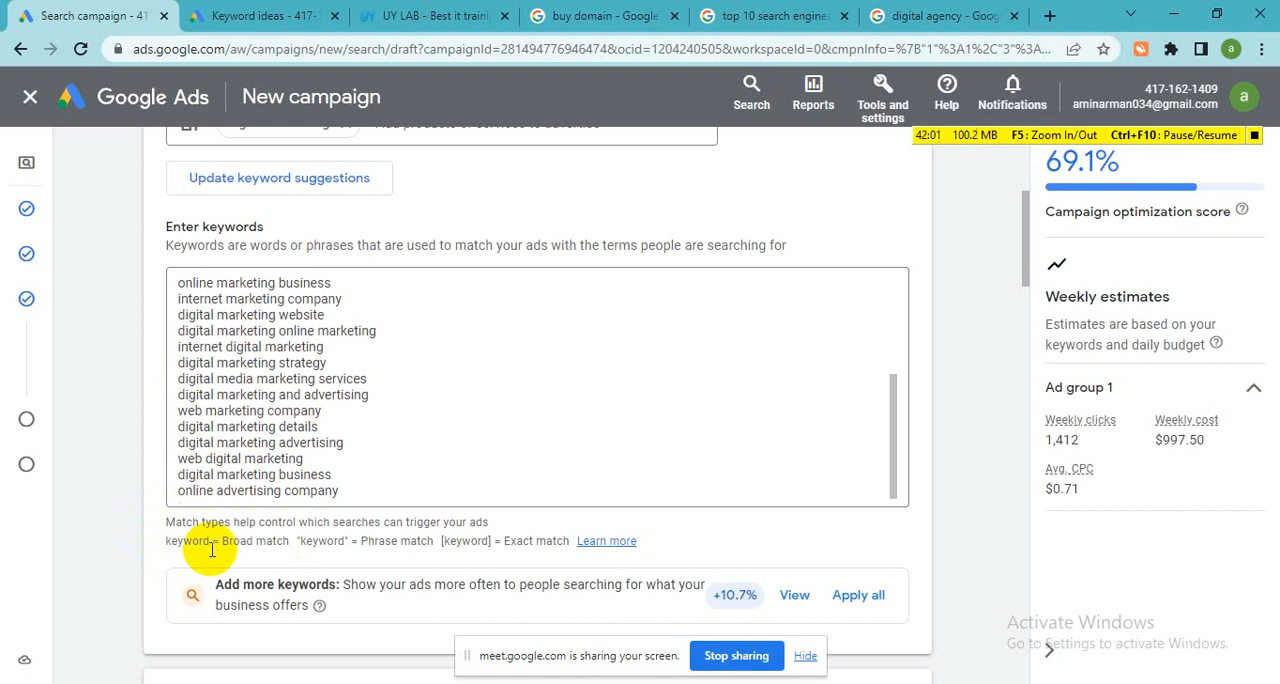 Search campaign - 41
Keyword ideas - 417-
UY LAB - Best it traini
buy domain - Google
top 10 search engines
digital agency - Goog
ads.google.com/aw/campaigns/new/search/draft?campaignId=281494776946474&ocid=1204240505&workspaceId=0&cmpnInfo=%7B"1"%3A1%2C"3"%3A...
a
Google Ads
New campaign
Search
Reports
Tools and settings
Help
Notifications
417-162-1409
aminarman034@gmail.com
a
42:01 100.2 MB F5: Zoom In/Out Ctrl+F10: Pause/Resume
Update keyword suggestions
Enter keywords
Keywords are words or phrases that are used to match your ads with the terms people are searching for
online marketing business
internet marketing company
digital marketing website
digital marketing online marketing
internet digital marketing
digital marketing strategy
digital media marketing services
digital marketing and advertising
web marketing company
digital marketing details
digital marketing advertising
web digital marketing
digital marketing business
online advertising company
Match types help control which searches can trigger your ads
keyword = Broad match "keyword" = Phrase match [keyword] = Exact match Learn more
Add more keywords: Show your ads more often to people searching for what your
business offers
+10.7%
View
Apply all
69.1%
Campaign optimization score
Weekly estimates
Estimates are based on your
keywords and daily budget
Ad group 1
Weekly clicks Weekly cost
1,412 $997.50
Avg. CPC
$0.71
Activate Windows
Go to Settings to activate Windows.
meet.google.com is sharing your screen.
Stop sharing
Hide